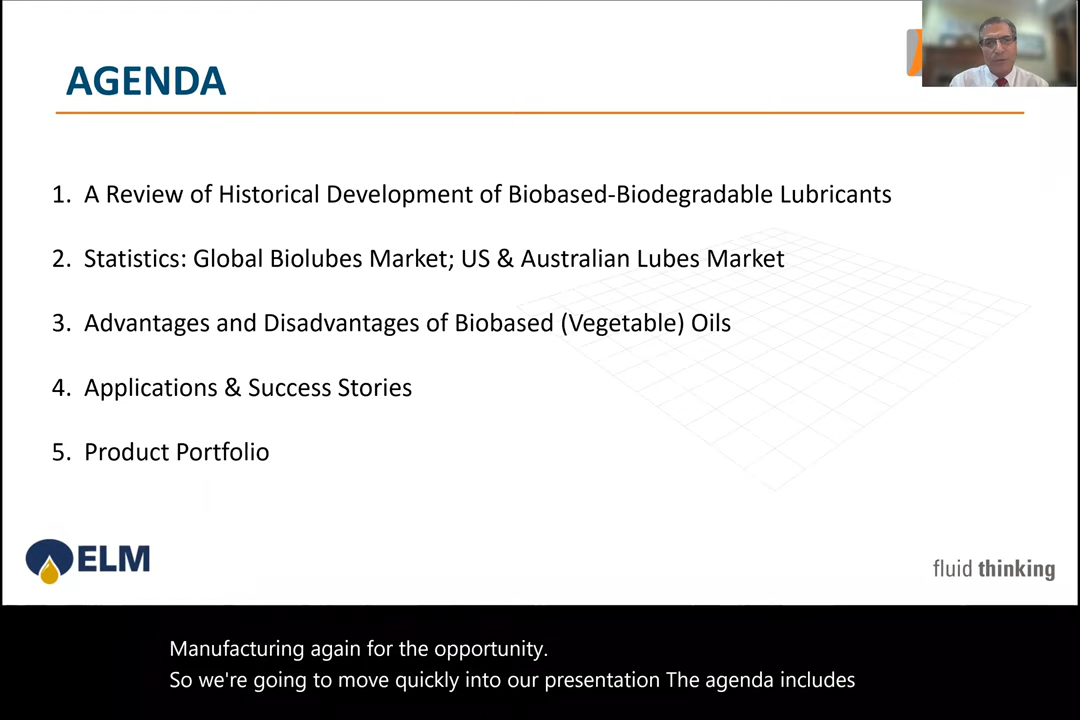 AGENDA
1. A Review of Historical Development of Biobased-Biodegradable Lubricants
2. Statistics: Global Biolubes Market; US & Australian Lubes Market
3. Advantages and Disadvantages of Biobased (Vegetable) Oils
4. Applications & Success Stories
5. Product Portfolio
ELM
fluid thinking
Manufacturing again for the opportunity.
So we're going to move quickly into our presentation The agenda includes